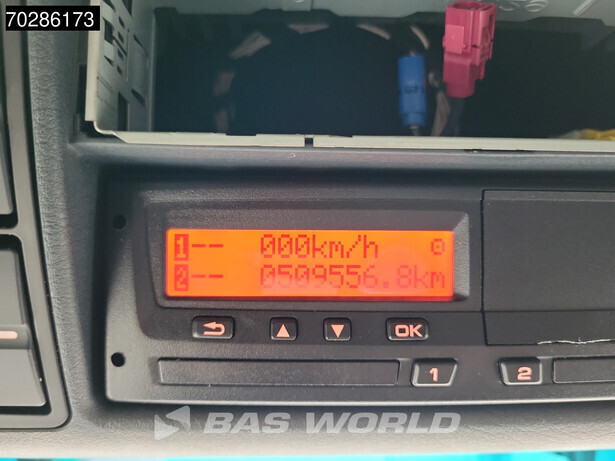 70286173
1-- 000km/h
2-- 0509556.8km
OK
1 2
BAS WORLD